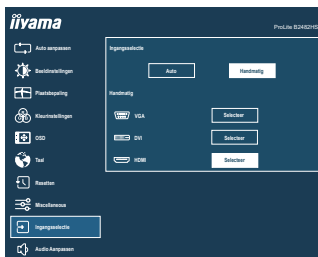 iiyama
ProLite B2482HS
Auto aanpassen
Beeldinstellingen
Plaatsbepaling
Kleurinstellingen
OSD
Taal
Resetten
Miscellaneous
Ingangsselectie
Audio Aanpassen
Ingangsselectie
Auto
Handmatig
Handmatig
VGA
Selecteer
DVI
Selecteer
HDMI
Selecteer